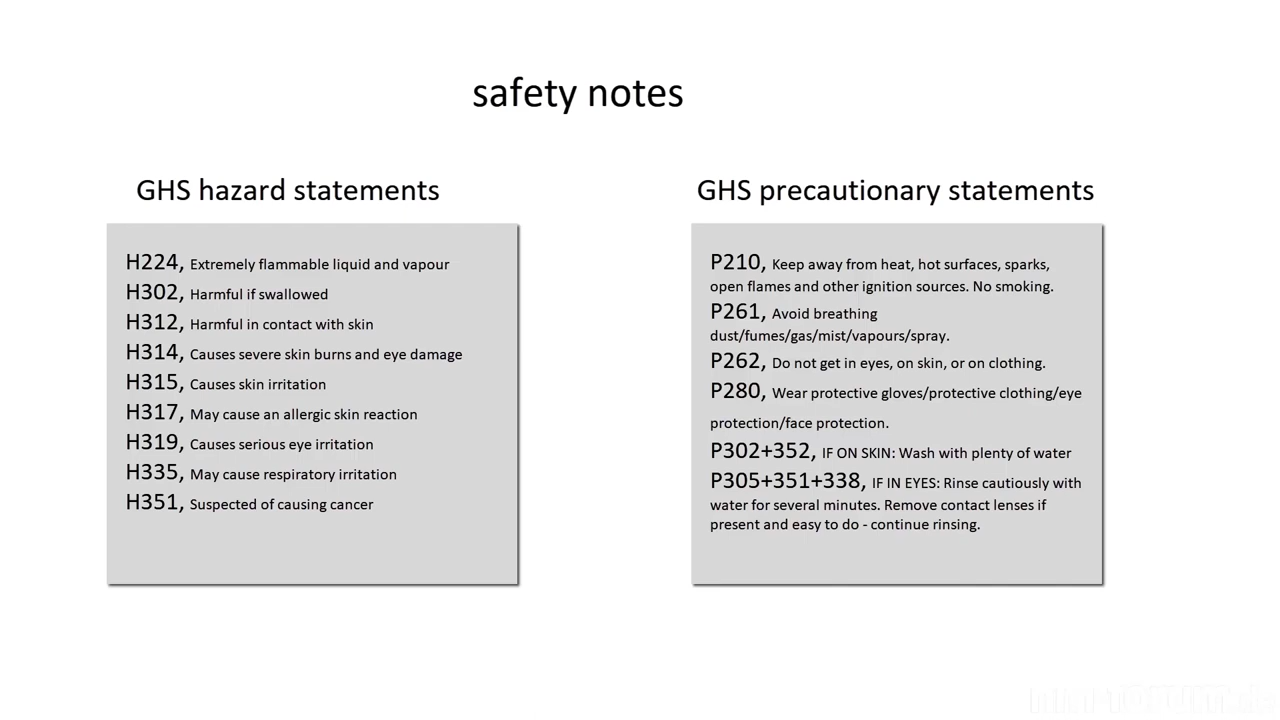 safety notes
GHS hazard statements
H224, Extremely flammable liquid and vapour
H302, Harmful if swallowed
H312, Harmful in contact with skin
H314, Causes severe skin burns and eye damage
H315, Causes skin irritation
H317, May cause an allergic skin reaction
H319, Causes serious eye irritation
H335, May cause respiratory irritation
H351, Suspected of causing cancer
GHS precautionary statements
P210, Keep away from heat, hot surfaces, sparks,
open flames and other ignition sources. No smoking.
P261, Avoid breathing
dust/fumes/gas/mist/vapours/spray.
P262, Do not get in eyes, on skin, or on clothing.
P280, Wear protective gloves/protective clothing/eye
protection/face protection.
P302+352, IF ON SKIN: Wash with plenty of water
P305+351+338, IF IN EYES: Rinse cautiously with
water for several minutes. Remove contact lenses if
present and easy to do - continue rinsing.